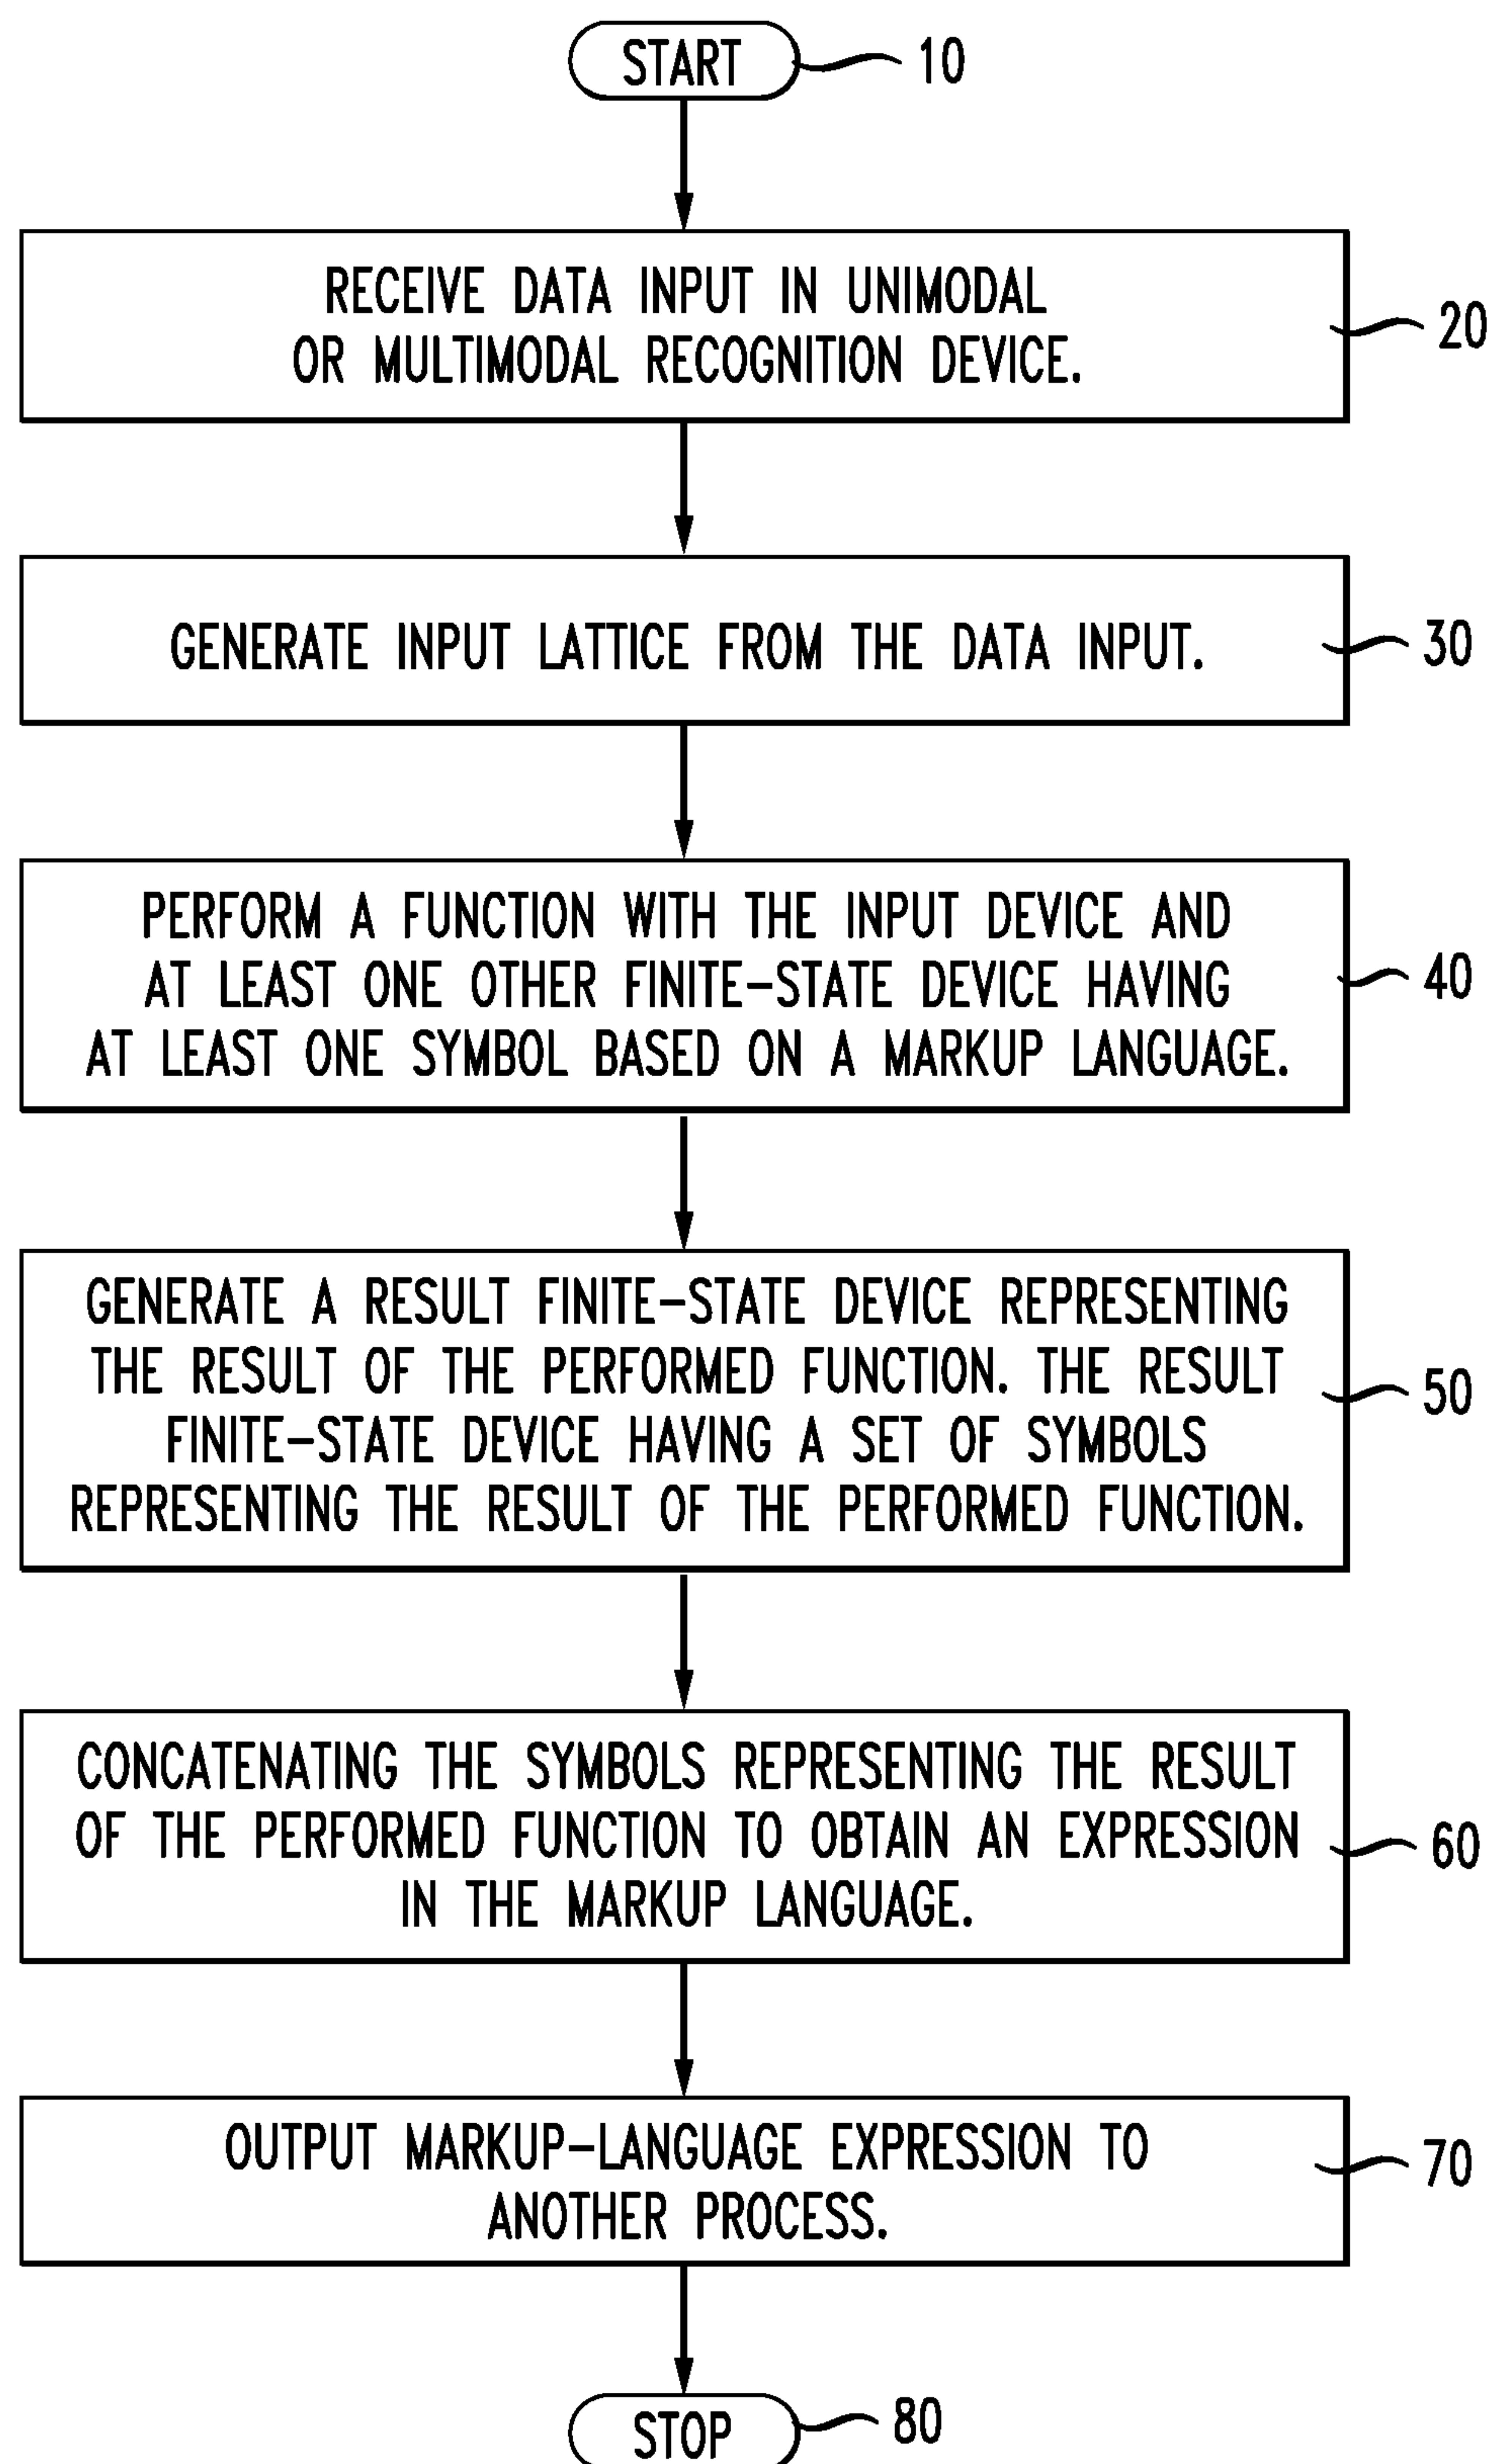 START
10
RECEIVE DATA INPUT IN UNIMODAL
OR MULTIMODAL RECOGNITION DEVICE.
20
GENERATE INPUT LATTICE FROM THE DATA INPUT.
30
PERFORM A FUNCTION WITH THE INPUT DEVICE AND
AT LEAST ONE OTHER FINITE-STATE DEVICE HAVING
AT LEAST ONE SYMBOL BASED ON A MARKUP LANGUAGE.
40
GENERATE A RESULT FINITE-STATE DEVICE REPRESENTING
THE RESULT OF THE PERFORMED FUNCTION. THE RESULT
FINITE-STATE DEVICE HAVING A SET OF SYMBOLS
REPRESENTING THE RESULT OF THE PERFORMED FUNCTION.
50
CONCATENATING THE SYMBOLS REPRESENTING THE RESULT
OF THE PERFORMED FUNCTION TO OBTAIN AN EXPRESSION
IN THE MARKUP LANGUAGE.
60
OUTPUT MARKUP-LANGUAGE EXPRESSION TO
ANOTHER PROCESS.
70
STOP
80